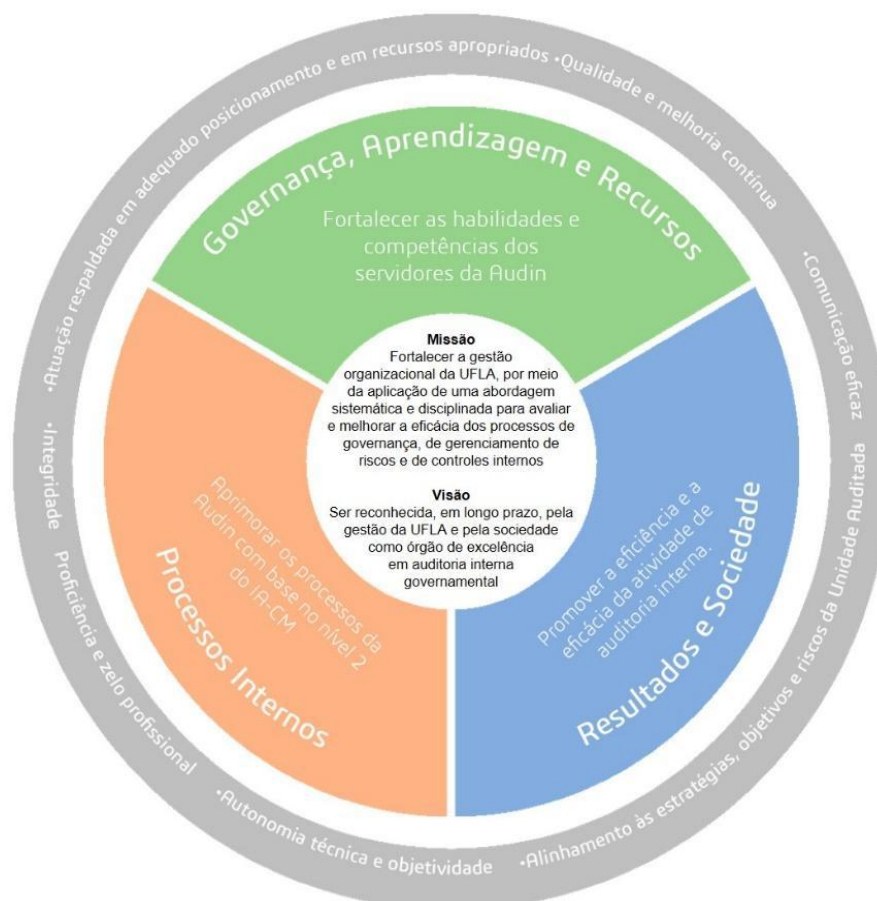 •Atuação respaldada em adequado posicionamento e em recursos apropriados
•Qualidade e melhoria contínua
•Comunicação eficaz
•Alinhamento às estratégias, objetivos e riscos da Unidade Auditada
•Autonomia técnica e objetividade
Proficiência e zelo profissional
•Integridade
Governança, Aprendizagem e Recursos
Fortalecer as habilidades e
competências dos
servidores da Audin
Missão
Fortalecer a gestão
organizacional da UFLA, por meio
da aplicação de uma abordagem
sistemática e disciplinada para avaliar
e melhorar a eficácia dos processos de
governança, de gerenciamento de
riscos e de controles internos
Visão
Ser reconhecida, em longo prazo, pela
gestão da UFLA e pela sociedade
como órgão de excelência
em auditoria interna
governamental
Aprimorar os processos da
Audin com base no nível 2
do IA-CM
Processos Internos
Promover a eficiência e a
eficácia da atividade de
auditoria interna.
Resultados e Sociedade